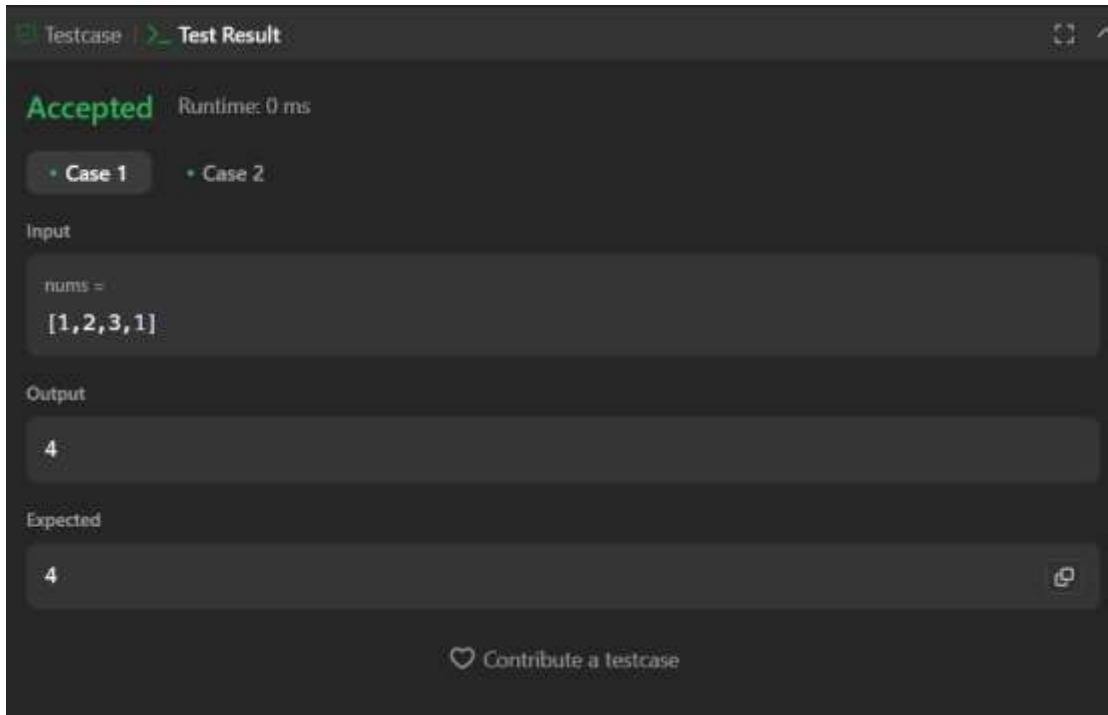 Testcase | >_ Test Result
Accepted Runtime: 0 ms
• Case 1 • Case 2
Input
nums =
[1,2,3,1]
Output
4
Expected
4
Contribute a testcase